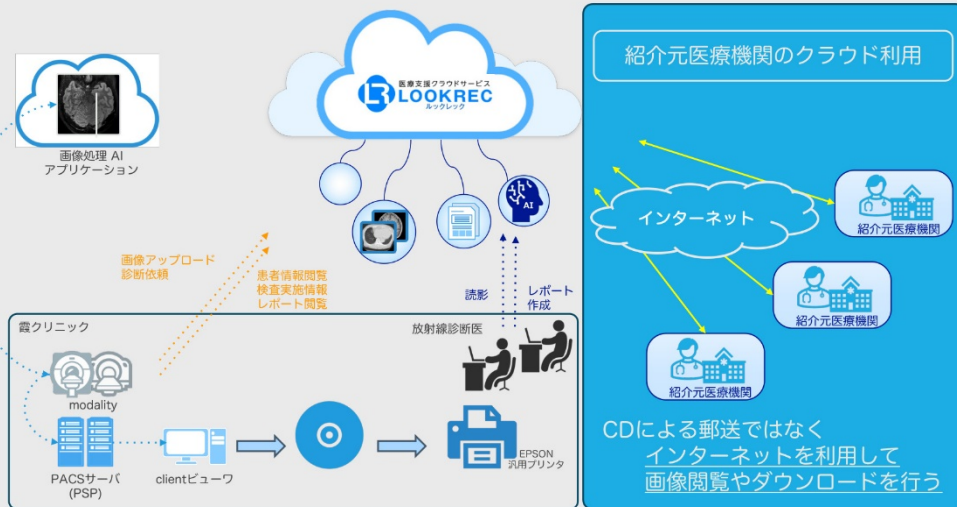 医療支援クラウドサービス
LOOKREC
ルックレック
画像処理 AI
アプリケーション
AI
画像アップロード
診断依頼
患者情報閲覧
検査実施情報
レポート閲覧
読影
レポート
作成
霞クリニック
放射線診断医
modality
PACSサーバ
(PSP)
clientビューワ
EPSON
汎用プリンタ
紹介元医療機関のクラウド利用
インターネット
紹介元医療機関
紹介元医療機関
紹介元医療機関
CDによる郵送ではなく
インターネットを利用して
画像閲覧やダウンロードを行う